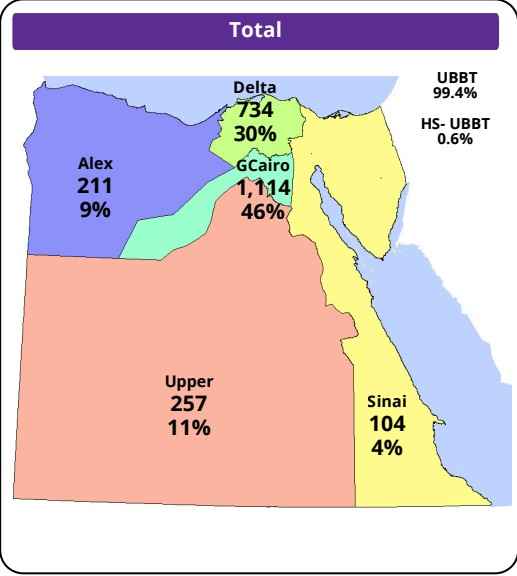 Total
UBBT
99.4%
HS- UBBT
0.6%
Delta
734
30%
GCairo
1,114
46%
Alex
211
9%
Upper
257
11%
Sinai
104
4%